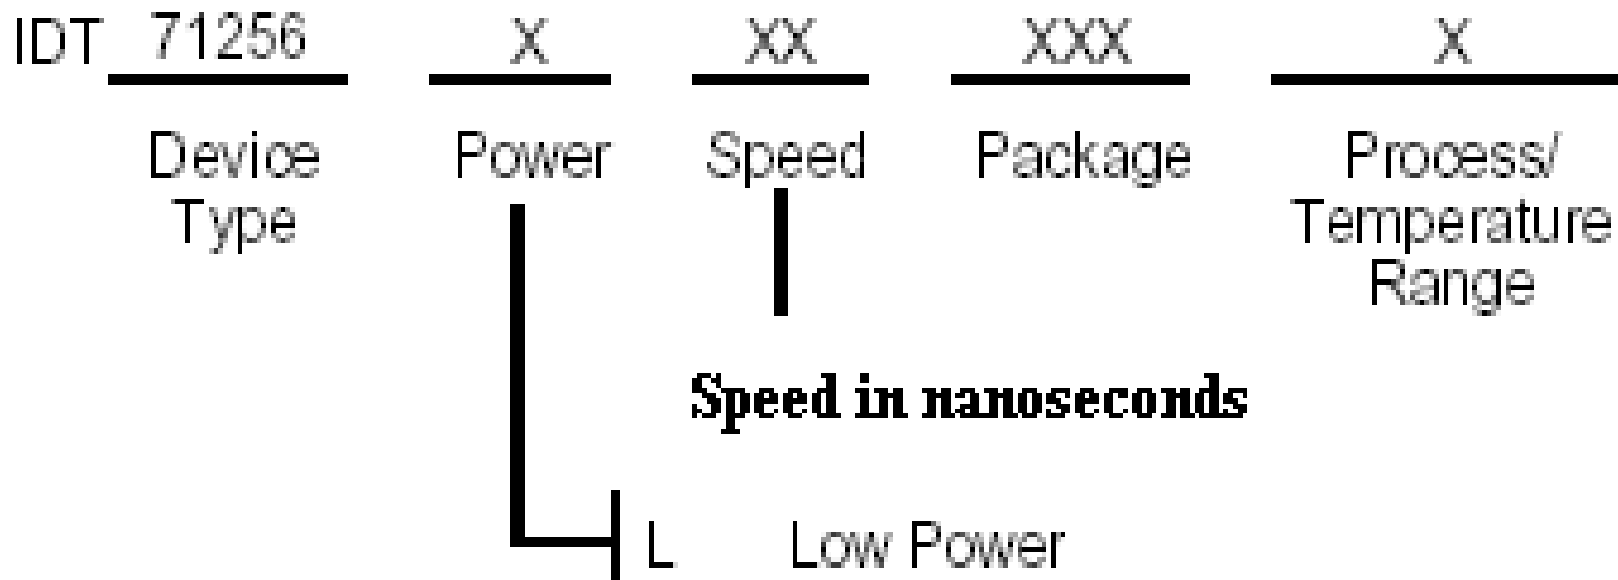 IDT 71256 X XX XXX X
Device Type Power Speed Package Process/ Temperature Range
Speed in nanoseconds
L Low Power